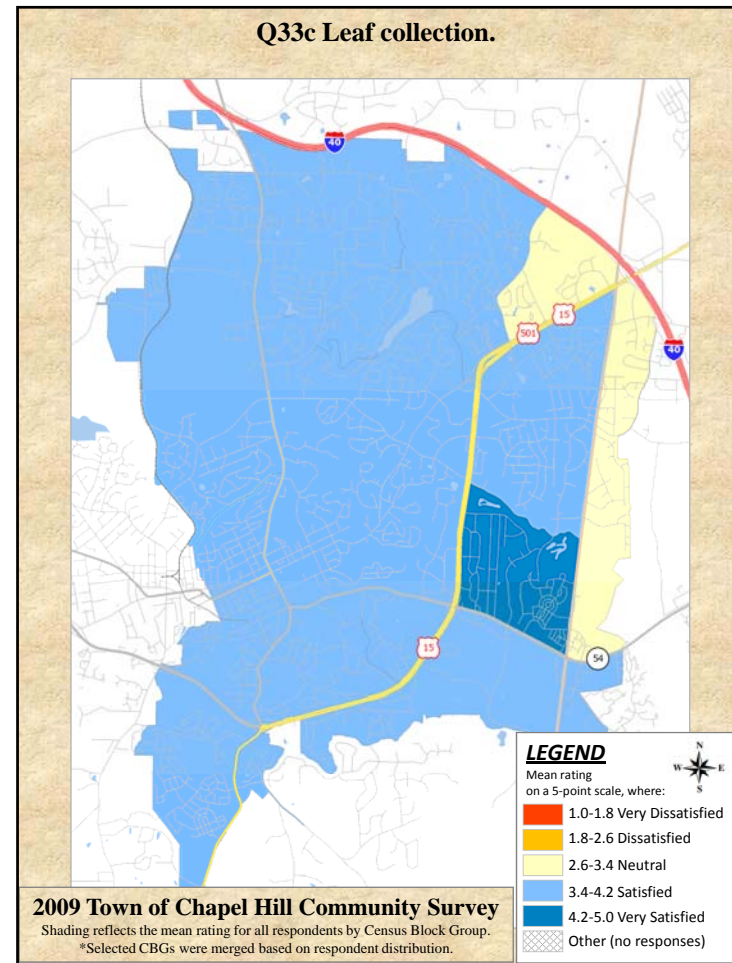 Q33c Leaf collection.
40
15
501
40
15
54
LEGEND
N
W E
S
Mean rating
on a 5-point scale, where:
1.0-1.8 Very Dissatisfied
1.8-2.6 Dissatisfied
2.6-3.4 Neutral
3.4-4.2 Satisfied
4.2-5.0 Very Satisfied
Other (no responses)
2009 Town of Chapel Hill Community Survey
Shading reflects the mean rating for all respondents by Census Block Group.
*Selected CBGs were merged based on respondent distribution.